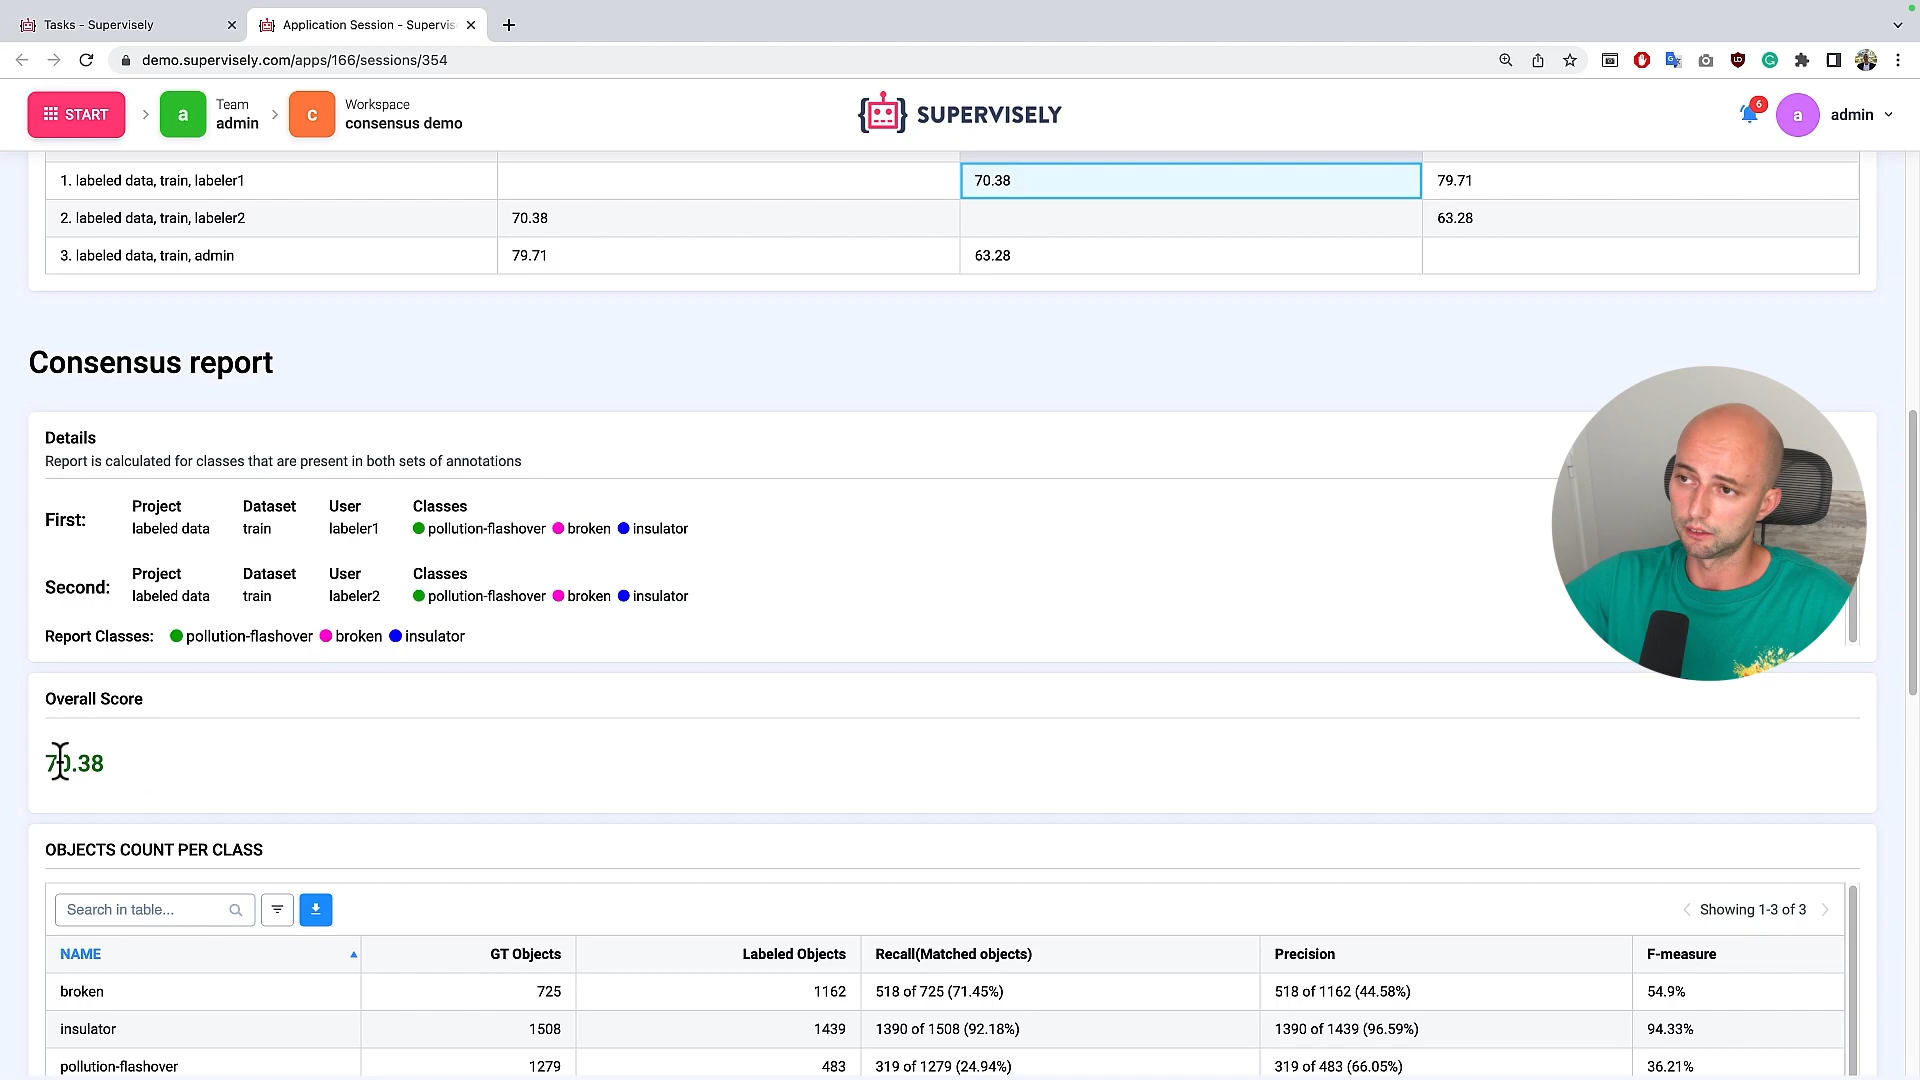 Tasks - Supervisely
Application Session - Supervis
demo.supervisely.com/apps/166/sessions/354
START
a
Team
admin
c
Workspace
consensus demo
SUPERVISELY
6
a
admin
1. labeled data, train, labeler1 70.38 79.71
2. labeled data, train, labeler2 70.38 63.28
3. labeled data, train, admin 79.71 63.28
Consensus report
Details
Report is calculated for classes that are present in both sets of annotations
First:
Project Dataset User Classes
labeled data train labeler1 pollution-flashover broken insulator
Second:
Project Dataset User Classes
labeled data train labeler2 pollution-flashover broken insulator
Report Classes: pollution-flashover broken insulator
Overall Score
70.38
OBJECTS COUNT PER CLASS
Search in table...
Showing 1-3 of 3
NAME GT Objects Labeled Objects Recall(Matched objects) Precision F-measure
broken 725 1162 518 of 725 (71.45%) 518 of 1162 (44.58%) 54.9%
insulator 1508 1439 1390 of 1508 (92.18%) 1390 of 1439 (96.59%) 94.33%
pollution-flashover 1279 483 319 of 1279 (24.94%) 319 of 483 (66.05%) 36.21%